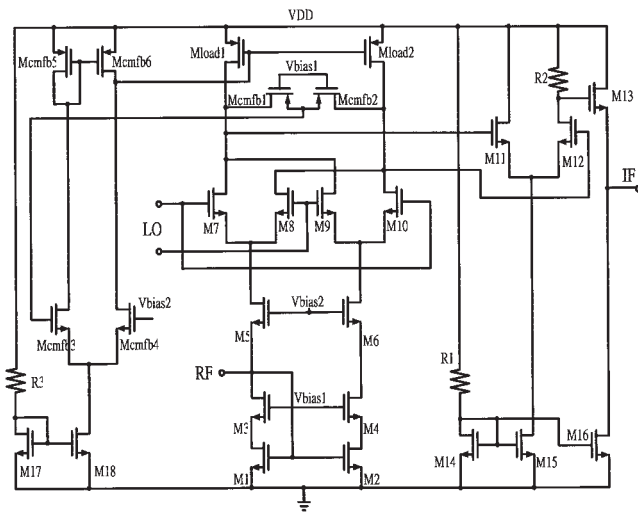 VDD
Mcmfb5
Mcmfb6
Mload1
Mload2
Vbias1
Mcmfb1
Mcmfb2
R2
M13
M11
M12
IF
LO
M7
M8
M9
M10
Vbias2
Vbias2
Mcmfb3
Mcmfb4
M5
M6
R3
RF
R1
Vbias1
M3
M4
M16
M17
M18
M1
M2
M14
M15